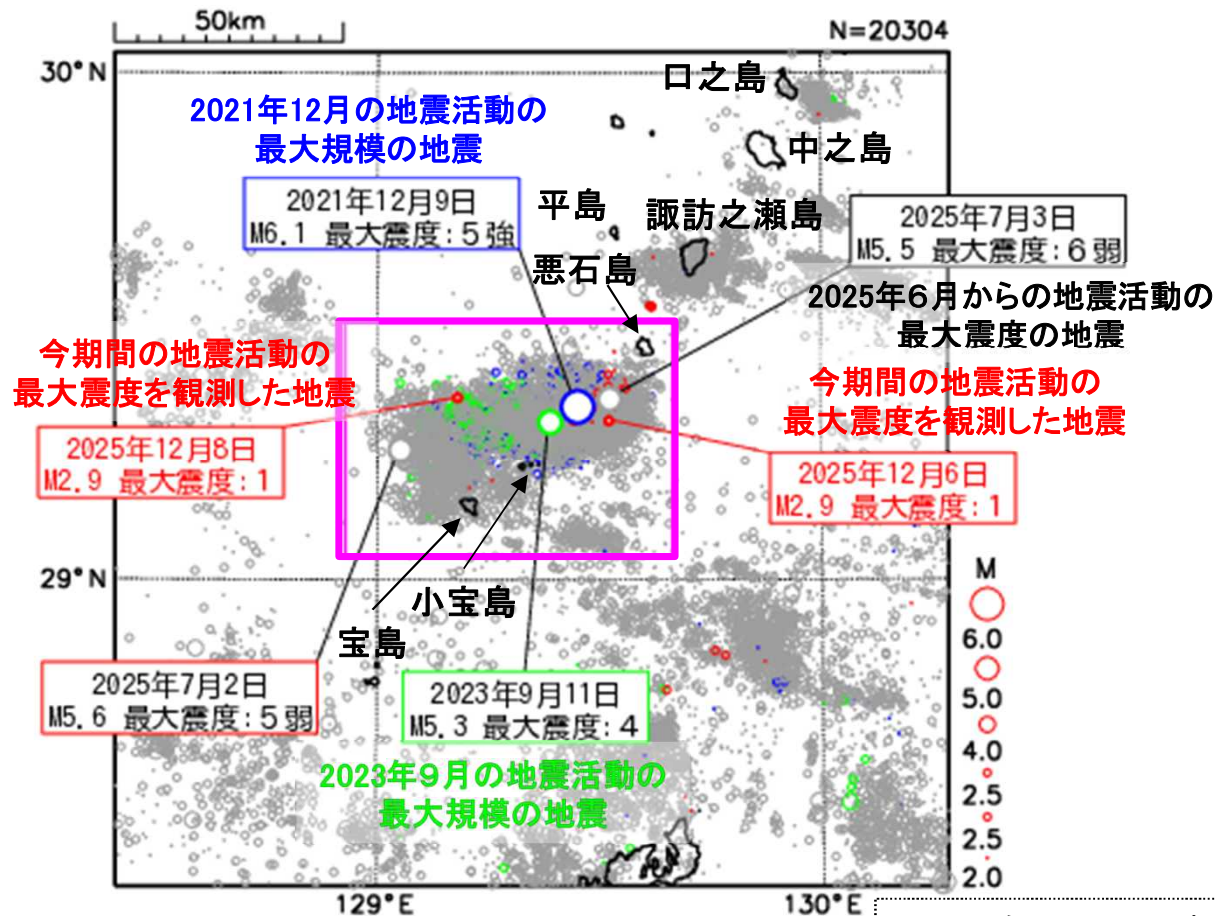 50km
N=20304
30°N
口之島
2021年12月の地震活動の
最大規模の地震
中之島
2021年12月9日
M6.1 最大震度:5強
平島
諏訪之瀬島
2025年7月3日
M5.5 最大震度:6弱
悪石島
2025年6月からの地震活動の
最大震度の地震
今期間の地震活動の
最大震度を観測した地震
今期間の地震活動の
最大震度を観測した地震
2025年12月8日
M2.9 最大震度:1
2025年12月6日
M2.9 最大震度:1
29°N
小宝島
宝島
2025年7月2日
M5.6 最大震度:5弱
2023年9月11日
M5.3 最大震度:4
2023年9月の地震活動の
最大規模の地震
M
6.0
5.0
4.0
2.5
2.5
2.0
129°E
130°E